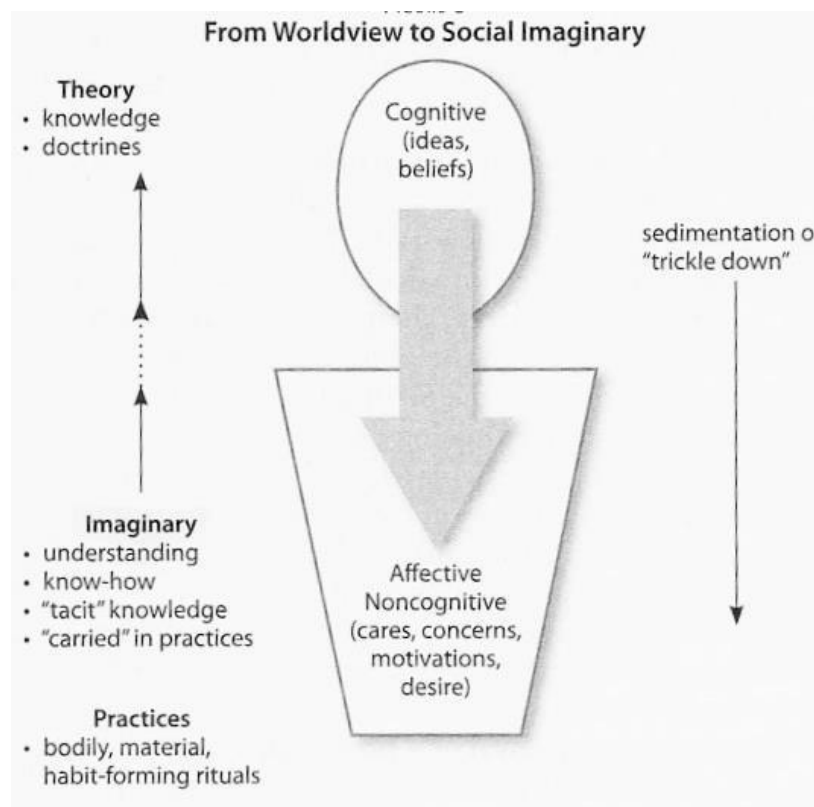 From Worldview to Social Imaginary
Theory
• knowledge
• doctrines
Imaginary
• understanding
• know-how
• "tacit" knowledge
• "carried" in practices
Practices
• bodily, material,
habit-forming rituals
Cognitive
(ideas,
beliefs)
Affective
Noncognitive
(cares, concerns,
motivations,
desire)
sedimentation o
"trickle down"